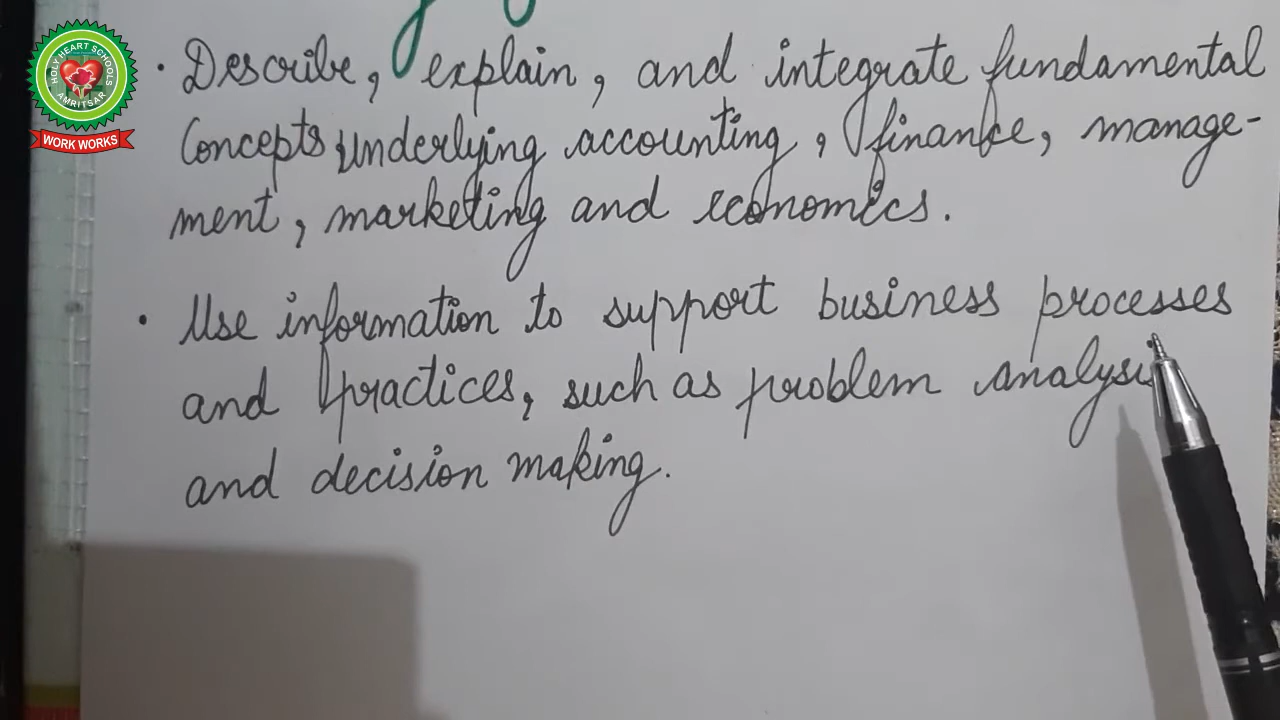 HOLY HEART SCHOOLS
AMRITSAR
WORK WORKS
• Describe, explain, and integrate fundamental
Concepts underlying accounting, finance, manage-
ment, marketing and economics.
• Use information to support business processes
and practices, such as problem analysis
and decision making.